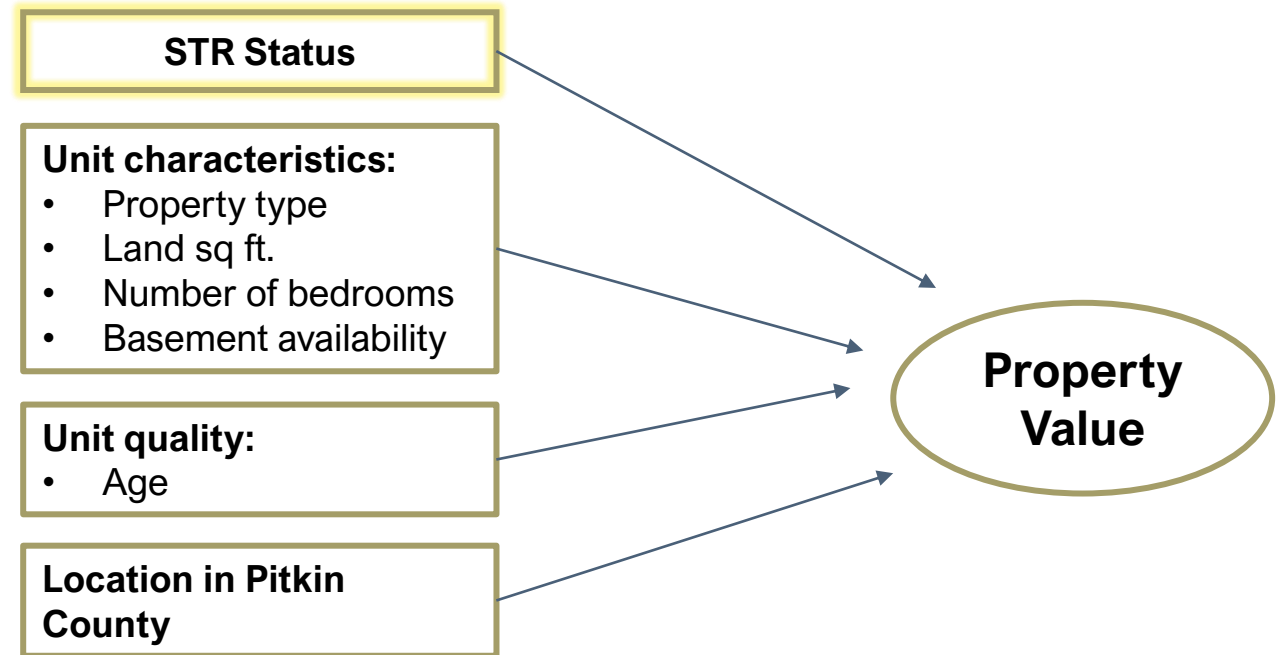 STR Status
Unit characteristics:
• Property type
• Land sq ft.
• Number of bedrooms
• Basement availability
Unit quality:
• Age
Location in Pitkin
County
Property
Value